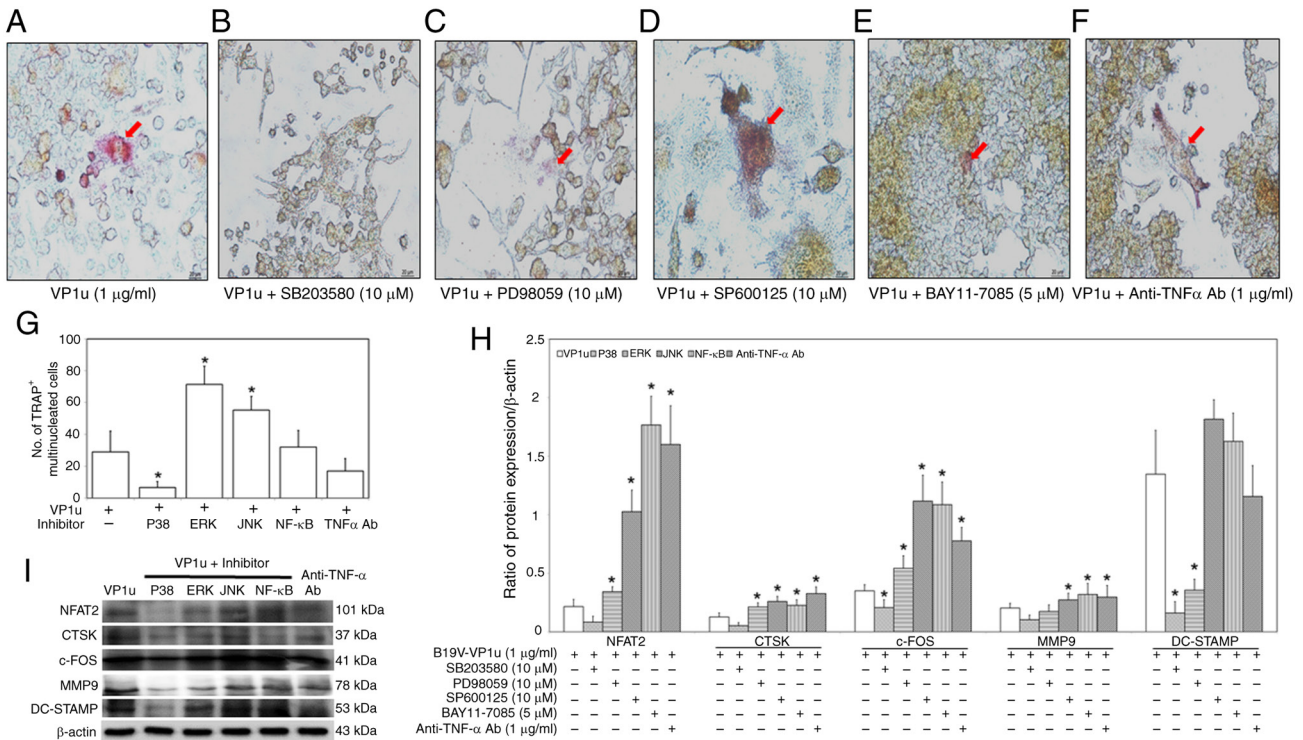 A B C D E F
VP1u (1 µg/ml)
VP1u + SB203580 (10 µM)
VP1u + PD98059 (10 µM)
VP1u + SP600125 (10 µM)
VP1u + BAY11-7085 (5 µM)
VP1u + Anti-TNFα Ab (1 µg/ml)
G
No. of TRAP⁺
multinucleated cells
100
80
60
40
20
0
* * *
*
VP1u + + + + + +
Inhibitor – P38 ERK JNK NF-κB TNFα Ab
H
Ratio of protein expression/β-actin
2.5
2
1.5
1
0.5
0
VP1u P38 ERK JNK NF-κB Anti-TNF-α Ab
* * * * * * * * * * * * * * * * * * *
NFAT2 CTSK c-FOS MMP9 DC-STAMP
B19V-VP1u (1 µg/ml) + + + + + + + + + + + + + + + + + + + + + + + + + + + + + +
SB203580 (10 µM) – + – – – – – + – – – – – + – – – – – + – – – – – + – – – –
PD98059 (10 µM) – – + – – – – – + – – – – – + – – – – – + – – – – – + – – –
SP600125 (10 µM) – – – + – – – – – + – – – – – + – – – – – + – – – – – + – –
BAY11-7085 (5 µM) – – – – + – – – – – + – – – – – + – – – – – + – – – – – + –
Anti-TNF-α Ab (1 µg/ml) – – – – – + – – – – – + – – – – – + – – – – – + – – – – – +
I
VP1u + Inhibitor
Anti-TNF-α
VP1u P38 ERK JNK NF-κB Ab
NFAT2 101 kDa
CTSK 37 kDa
c-FOS 41 kDa
MMP9 78 kDa
DC-STAMP 53 kDa
β-actin 43 kDa